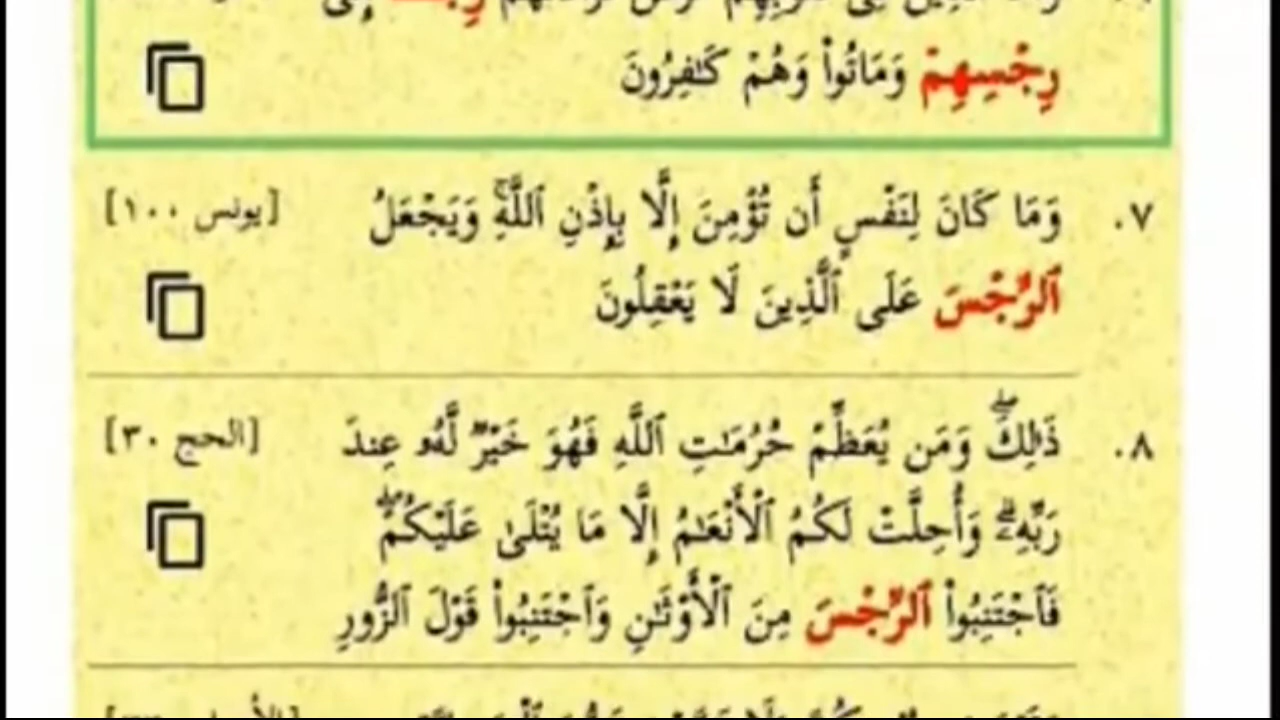 رِجْسِهِمْ وَمَاتُوا۟ وَهُمْ كَـٰفِرُونَ
٧. وَمَا كَانَ لِنَفْسٍ أَن تُؤْمِنَ إِلَّا بِإِذْنِ ٱللَّهِ ۚ وَيَجْعَلُ [يونس ١٠٠]
ٱلرِّجْسَ عَلَى ٱلَّذِينَ لَا يَعْقِلُونَ
٨. ذَٰلِكَ ۖ وَمَن يُعَظِّمْ حُرُمَـٰتِ ٱللَّهِ فَهُوَ خَيْرٌ لَّهُۥ عِندَ [الحج ٣٠]
رَبِّهِۦ ۗ وَأُحِلَّتْ لَكُمُ ٱلْأَنْعَـٰمُ إِلَّا مَا يُتْلَىٰ عَلَيْكُمْ ۖ
فَٱجْتَنِبُوا۟ ٱلرِّجْسَ مِنَ ٱلْأَوْثَـٰنِ وَٱجْتَنِبُوا۟ قَوْلَ ٱلزُّورِ